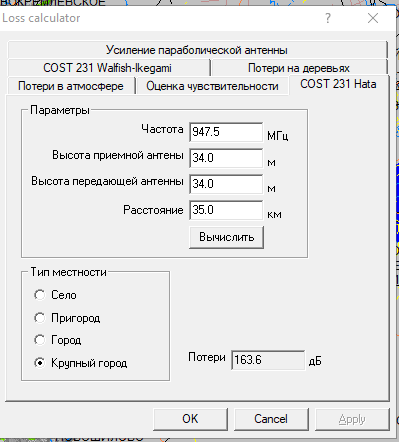 ВОКРЕМЛЕВСКОЕ
Loss calculator
Усиление параболической антенны
COST 231 Walfish-Ikegami
Потери на деревьях
Потери в атмосфере
Оценка чувствительности
COST 231 Hata
Параметры
Частота 947.5 МГц
Высота приемной антены 34.0 м
Высота передающей антенны 34.0 м
Расстояние 35.0 км
Вычислить
Тип местности
Село
Пригород
Город
Крупный город
Потери 163.6 дБ
OK Cancel Apply